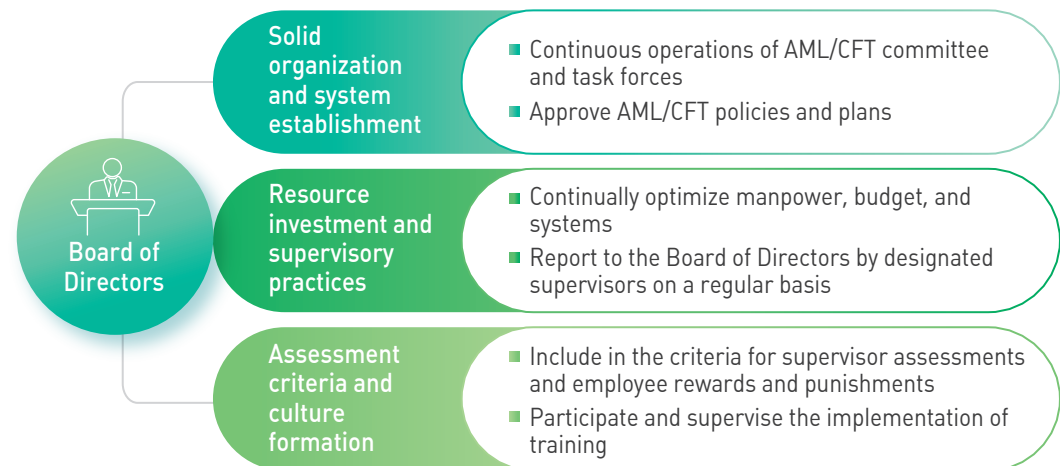 Board of
Directors
Solid
organization
and system
establishment
Continuous operations of AML/CFT committee
and task forces
Approve AML/CFT policies and plans
Resource
investment and
supervisory
practices
Continually optimize manpower, budget, and
systems
Report to the Board of Directors by designated
supervisors on a regular basis
Assessment
criteria and
culture
formation
Include in the criteria for supervisor assessments
and employee rewards and punishments
Participate and supervise the implementation of
training